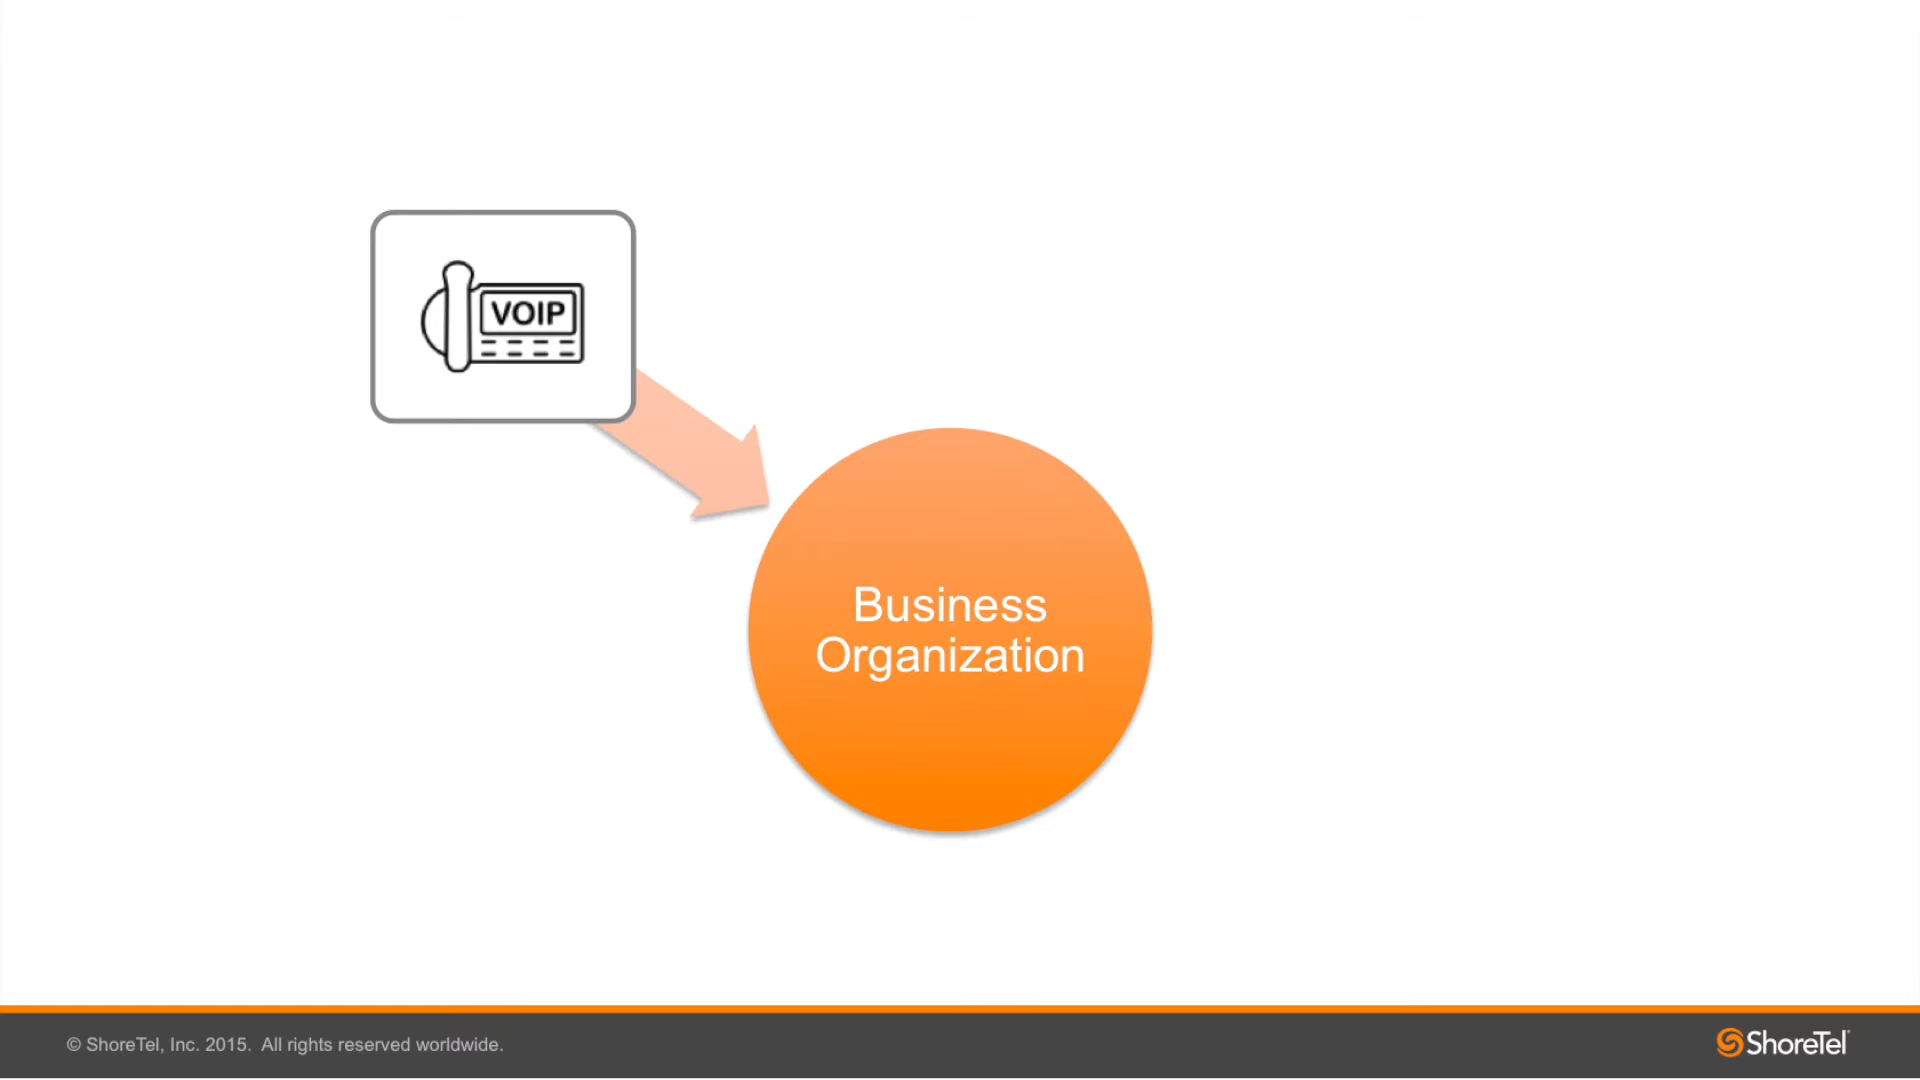 VOIP
Business
Organization
© ShoreTel, Inc. 2015.  All rights reserved worldwide.
ShoreTel